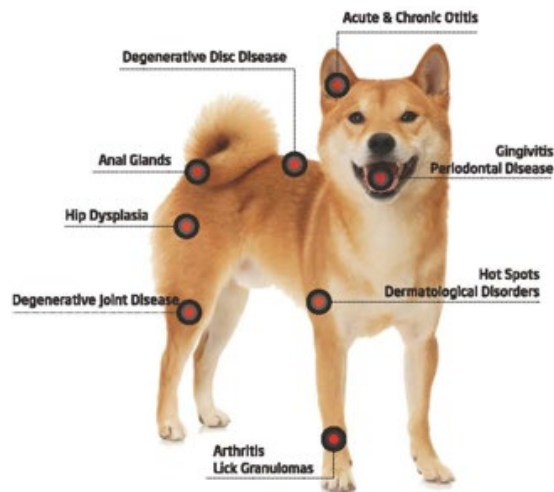 Acute & Chronic Otitis
Degenerative Disc Disease
Gingivitis
Periodontal Disease
Anal Glands
Hip Dysplasia
Hot Spots
Dermatological Disorders
Degenerative Joint Disease
Arthritis
Lick Granulomas